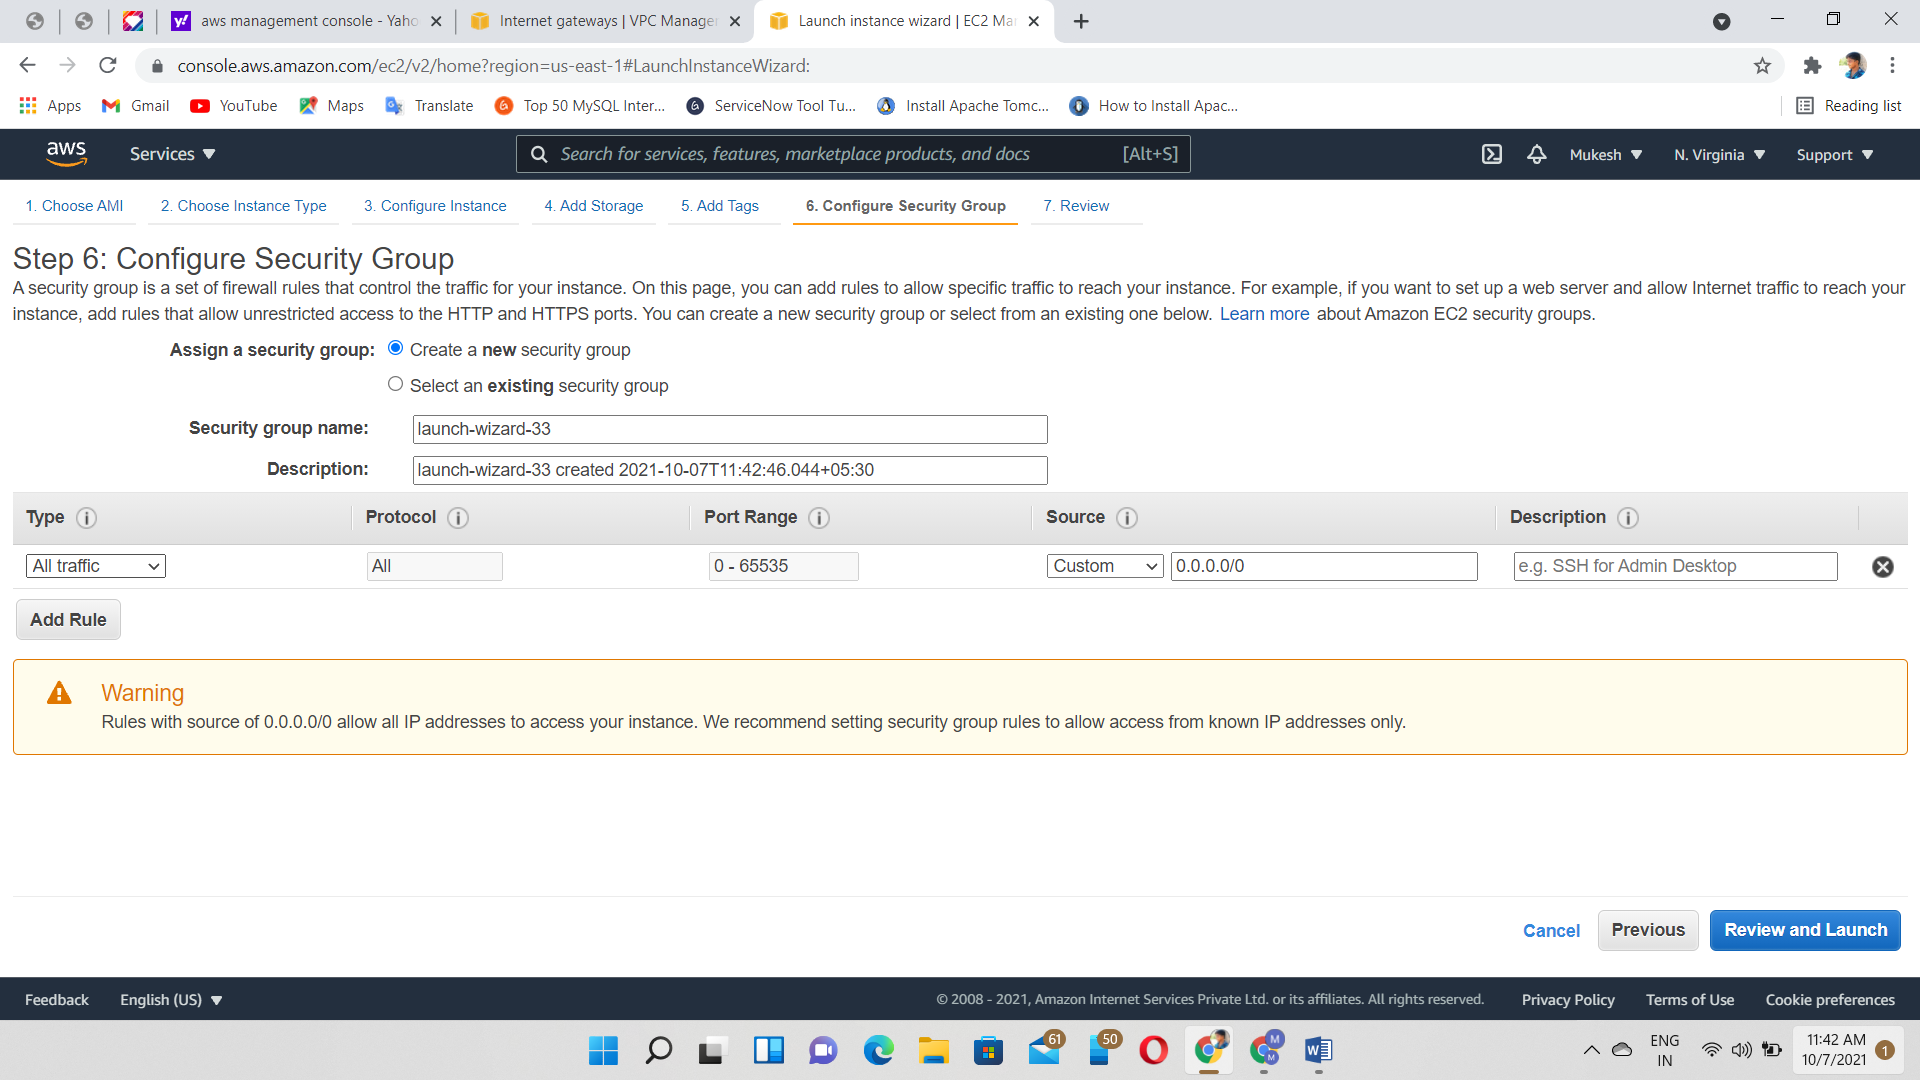 aws management console - Yaho
Internet gateways | VPC Manager
Launch instance wizard | EC2 Mar
console.aws.amazon.com/ec2/v2/home?region=us-east-1#LaunchInstanceWizard:
Apps
Gmail
YouTube
Maps
Translate
Top 50 MySQL Inter...
ServiceNow Tool Tu...
Install Apache Tomc...
How to Install Apac...
Reading list
aws
Services
Search for services, features, marketplace products, and docs
[Alt+S]
Mukesh
N. Virginia
Support
1. Choose AMI
2. Choose Instance Type
3. Configure Instance
4. Add Storage
5. Add Tags
6. Configure Security Group
7. Review
Step 6: Configure Security Group
A security group is a set of firewall rules that control the traffic for your instance. On this page, you can add rules to allow specific traffic to reach your instance. For example, if you want to set up a web server and allow Internet traffic to reach your
instance, add rules that allow unrestricted access to the HTTP and HTTPS ports. You can create a new security group or select from an existing one below. Learn more about Amazon EC2 security groups.
Assign a security group:
Create a new security group
Select an existing security group
Security group name:
launch-wizard-33
Description:
launch-wizard-33 created 2021-10-07T11:42:46.044+05:30
Type
Protocol
Port Range
Source
Description
All traffic
All
0 - 65535
Custom
0.0.0.0/0
e.g. SSH for Admin Desktop
Add Rule
Warning
Rules with source of 0.0.0.0/0 allow all IP addresses to access your instance. We recommend setting security group rules to allow access from known IP addresses only.
Cancel
Previous
Review and Launch
Feedback
English (US)
© 2008 - 2021, Amazon Internet Services Private Ltd. or its affiliates. All rights reserved.
Privacy Policy
Terms of Use
Cookie preferences
61
50
M
M
ENG
IN
11:42 AM
10/7/2021
1